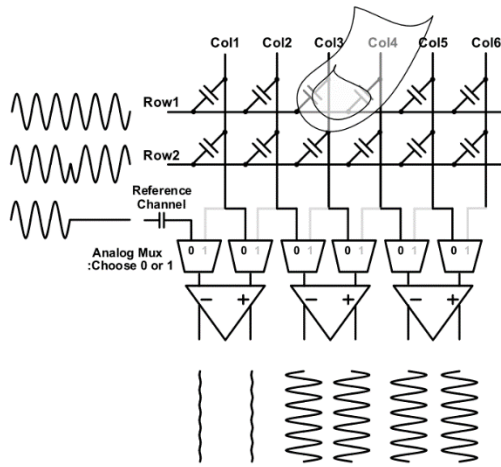 Col1 Col2 Col3 Col4 Col5 Col6
Row1
Row2
Reference
Channel
Analog Mux
:Choose 0 or 1
0 1 0 1 0 1 0 1 0 1 0 1
− + − + − +